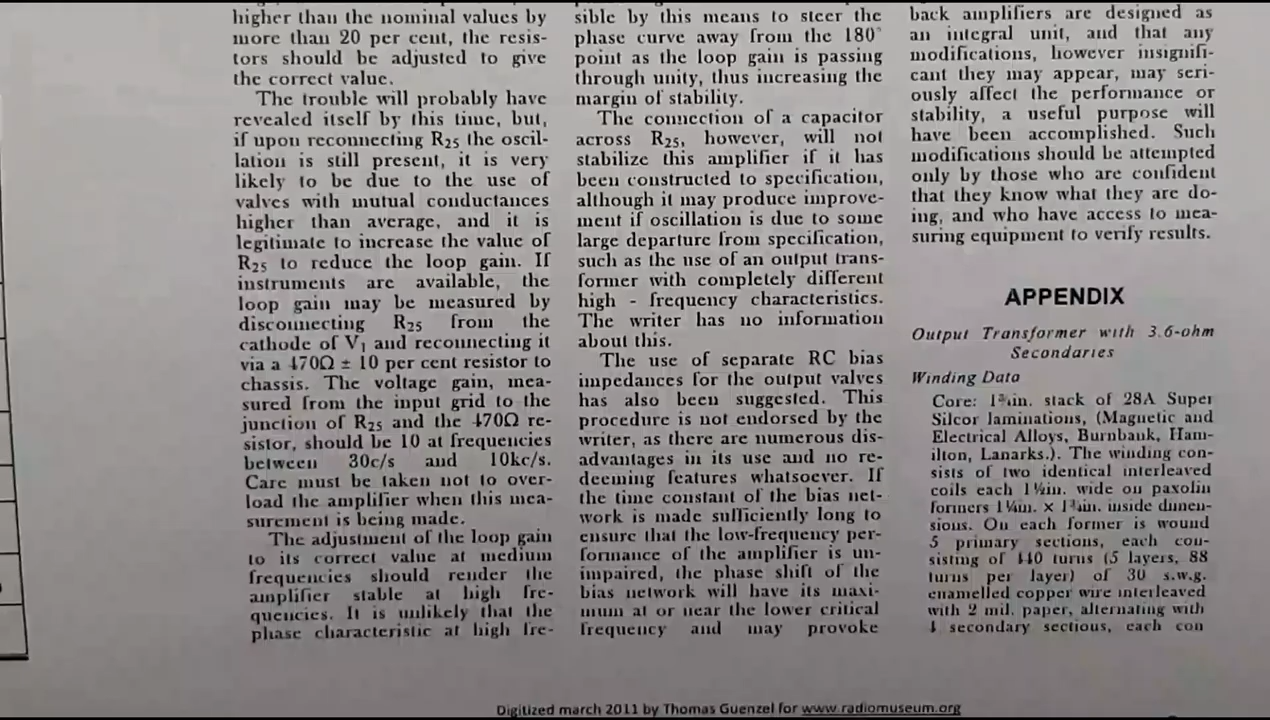 higher than the nominal values by
more than 20 per cent, the resis-
tors should be adjusted to give
the correct value.
The trouble will probably have
revealed itself by this time, but,
if upon reconnecting R25 the oscil-
lation is still present, it is very
likely to be due to the use of
valves with mutual conductances
higher than average, and it is
legitimate to increase the value of
R25 to reduce the loop gain. If
instruments are available, the
loop gain may be measured by
disconnecting R25 from the
cathode of V1 and reconnecting it
via a 470Ω ± 10 per cent resistor to
chassis. The voltage gain, mea-
sured from the input grid to the
junction of R25 and the 470Ω re-
sistor, should be 10 at frequencies
between 30c/s and 10kc/s.
Care must be taken not to over-
load the amplifier when this mea-
surement is being made.
The adjustment of the loop gain
to its correct value at medium
frequencies should render the
amplifier stable at high fre-
quencies. It is unlikely that the
phase characteristic at high fre-
sible by this means to steer the
phase curve away from the 180°
point as the loop gain is passing
through unity, thus increasing the
margin of stability.
The connection of a capacitor
across R25, however, will not
stabilize this amplifier if it has
been constructed to specification,
although it may produce improve-
ment if oscillation is due to some
large departure from specification,
such as the use of an output trans-
former with completely different
high - frequency characteristics.
The writer has no information
about this.
The use of separate RC bias
impedances for the output valves
has also been suggested. This
procedure is not endorsed by the
writer, as there are numerous dis-
advantages in its use and no re-
deeming features whatsoever. If
the time constant of the bias net-
work is made sufficiently long to
ensure that the low-frequency per-
formance of the amplifier is un-
impaired, the phase shift of the
bias network will have its maxi-
mum at or near the lower critical
frequency and may provoke
back amplifiers are designed as
an integral unit, and that any
modifications, however insignifi-
cant they may appear, may seri-
ously affect the performance or
stability, a useful purpose will
have been accomplished. Such
modifications should be attempted
only by those who are confident
that they know what they are do-
ing, and who have access to mea-
suring equipment to verify results.
APPENDIX
Output Transformer with 3.6-ohm
Secondaries
Winding Data
Core: 1¾in. stack of 28A Super
Silcor laminations, (Magnetic and
Electrical Alloys, Burnbank, Ham-
ilton, Lanarks.). The winding con-
sists of two identical interleaved
coils each 1½in. wide on paxolin
formers 1¼in. × 1¾in. inside dimen-
sions. On each former is wound
5 primary sections, each con-
sisting of 440 turns (5 layers, 88
turns per layer) of 30 s.w.g.
enamelled copper wire interleaved
with 2 mil. paper, alternating with
4 secondary sections, each con
Digitized march 2011 by Thomas Guenzel for www.radiomuseum.org